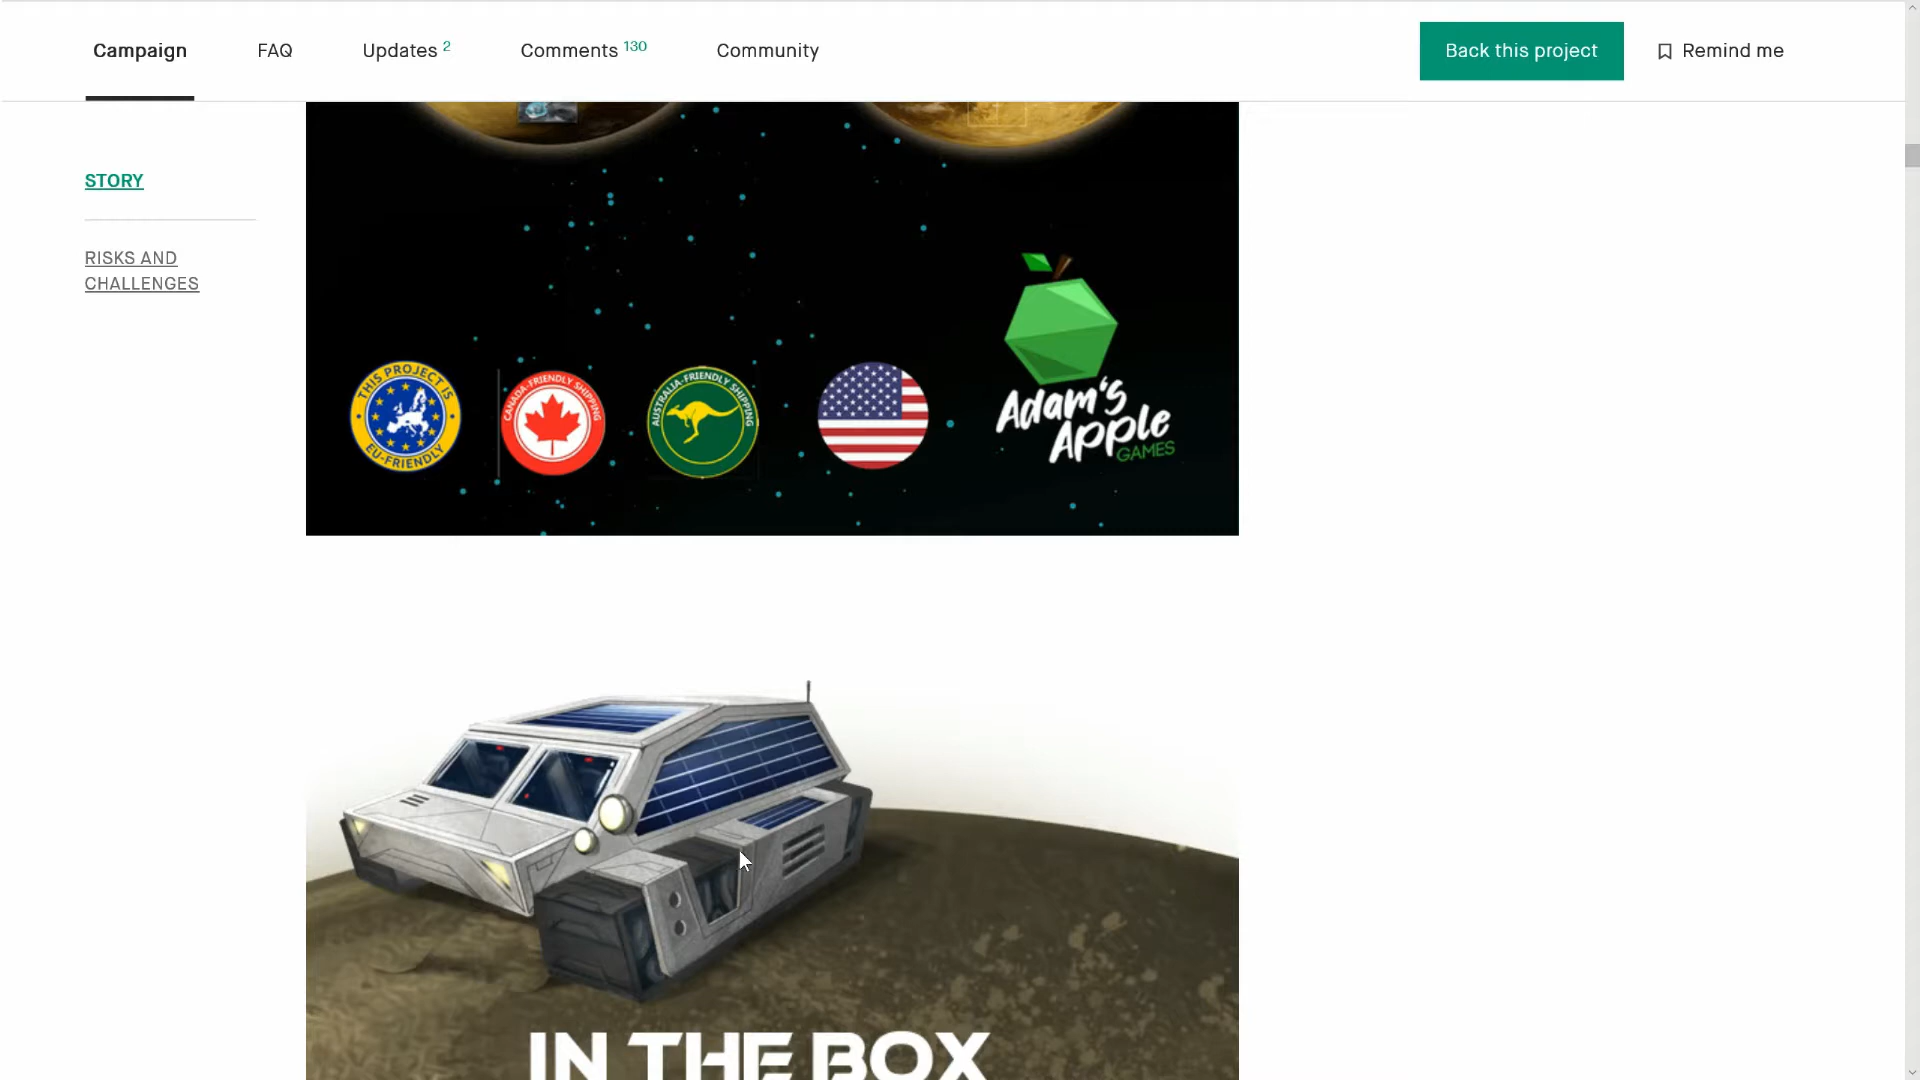 Campaign
FAQ
Updates 2
Comments 130
Community
Back this project
Remind me
STORY
RISKS AND
CHALLENGES
THIS PROJECT IS
EU-FRIENDLY
CANADA-FRIENDLY SHIPPING
AUSTRALIA-FRIENDLY SHIPPING
Adam's
Apple
GAMES
IN THE BOX